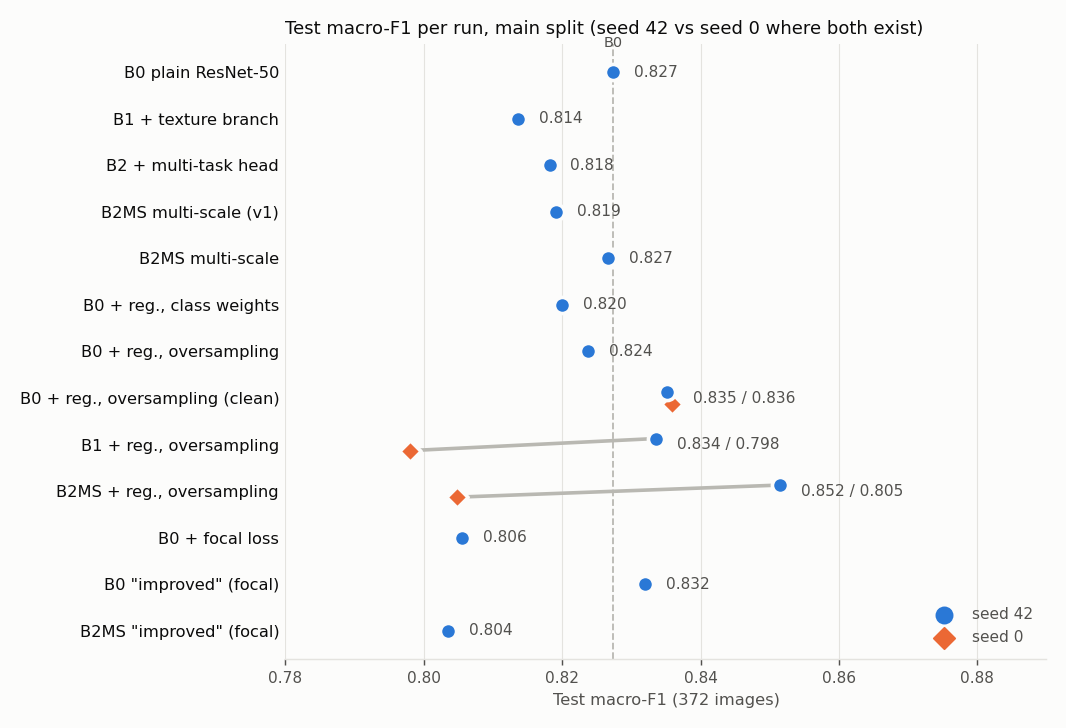 Test macro-F1 per run, main split (seed 42 vs seed 0 where both exist)
B0
B0 plain ResNet-50 0.827
B1 + texture branch 0.814
B2 + multi-task head 0.818
B2MS multi-scale (v1) 0.819
B2MS multi-scale 0.827
B0 + reg., class weights 0.820
B0 + reg., oversampling 0.824
B0 + reg., oversampling (clean) 0.835 / 0.836
B1 + reg., oversampling 0.834 / 0.798
B2MS + reg., oversampling 0.852 / 0.805
B0 + focal loss 0.806
B0 "improved" (focal) 0.832
B2MS "improved" (focal) 0.804
seed 42
seed 0
0.78 0.80 0.82 0.84 0.86 0.88
Test macro-F1 (372 images)